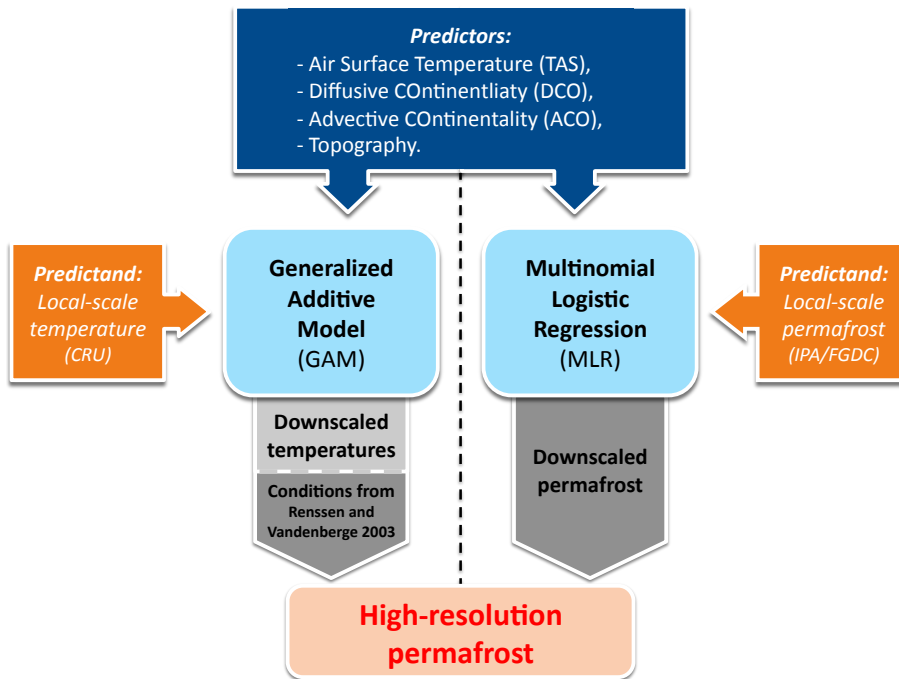 Predictors:
- Air Surface Temperature (TAS),
- Diffusive COntinentliaty (DCO),
- Advective COntinentality (ACO),
- Topography.
Predictand:
Local-scale
temperature
(CRU)
Generalized
Additive
Model
(GAM)
Multinomial
Logistic
Regression
(MLR)
Predictand:
Local-scale
permafrost
(IPA/FGDC)
Downscaled
temperatures
Conditions from
Renssen and
Vandenberge 2003
Downscaled
permafrost
High-resolution
permafrost